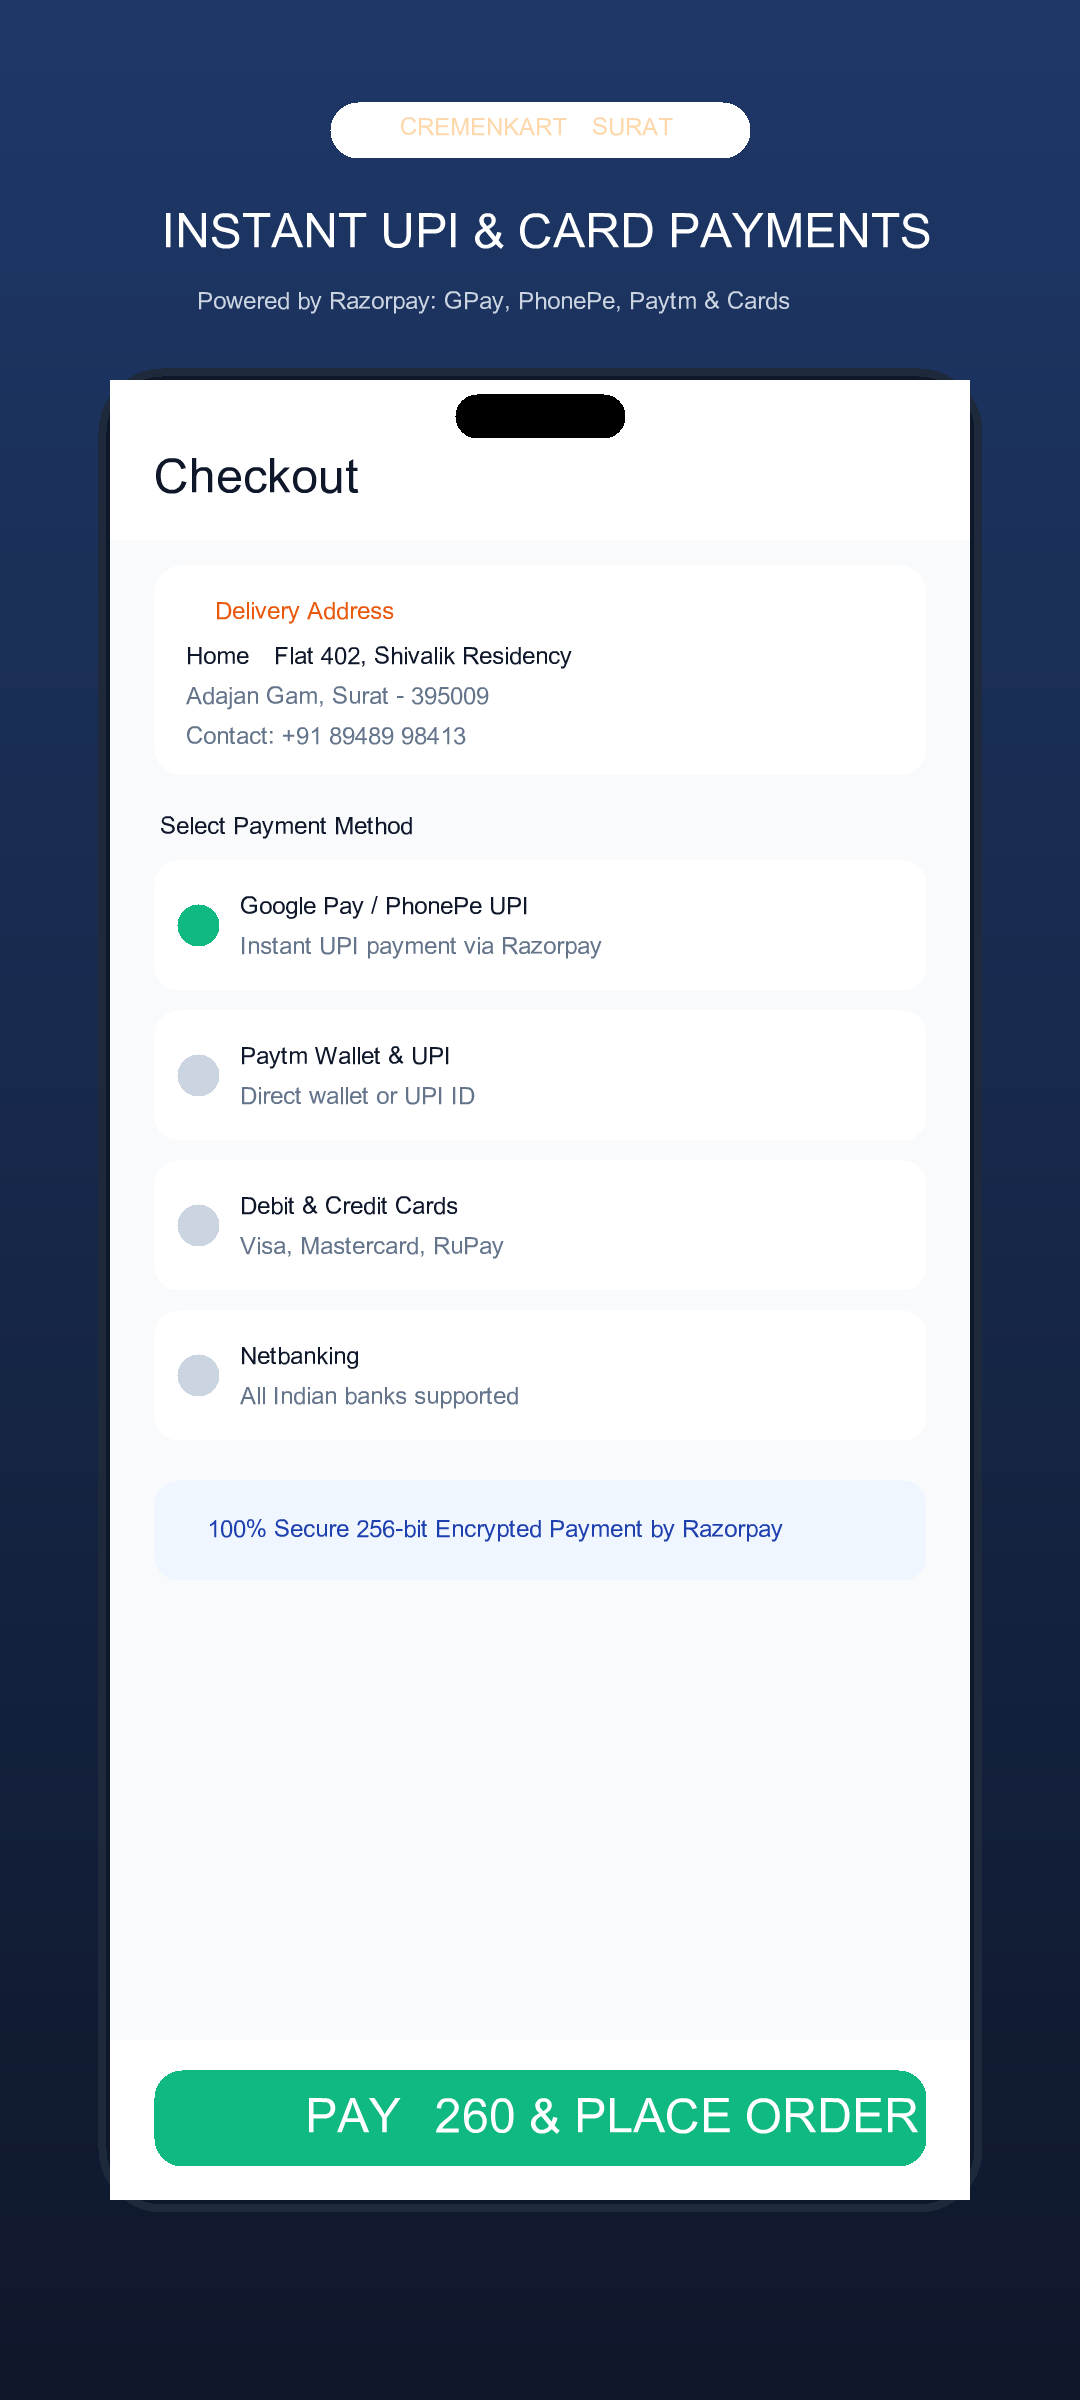 CREMENKART SURAT
INSTANT UPI & CARD PAYMENTS
Powered by Razorpay: GPay, PhonePe, Paytm & Cards
Checkout
Delivery Address
Home Flat 402, Shivalik Residency
Adajan Gam, Surat - 395009
Contact: +91 89489 98413
Select Payment Method
Google Pay / PhonePe UPI
Instant UPI payment via Razorpay
Paytm Wallet & UPI
Direct wallet or UPI ID
Debit & Credit Cards
Visa, Mastercard, RuPay
Netbanking
All Indian banks supported
100% Secure 256-bit Encrypted Payment by Razorpay
PAY 260 & PLACE ORDER